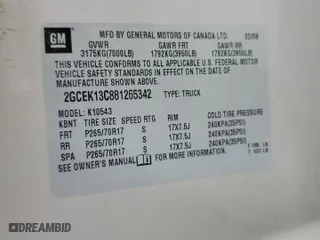 GM
MFD BY GENERAL MOTORS OF CANADA LTD. 02/08
GVWR GAWR FRT GAWR RR
3175KG(7000LB) 1792KG(3950LB) 1792KG(3950LB)
THIS VEHICLE CONFORMS TO ALL APPLICABLE U.S. FEDERAL
MOTOR VEHICLE SAFETY STANDARDS IN EFFECT ON THE DATE OF
MANUFACTURE SHOWN ABOVE.
2GCEK13C881265342 TYPE: TRUCK
MODEL: K10543
KBNT TIRE SIZE SPEED RTG RIM COLD TIRE PRESSURE
FRT P265/70R17 S 17X7.5J 240KPA(35PSI)
RR P265/70R17 S 17X7.5J 240KPA(35PSI)
SPA P265/70R17 S 17X7.5J 240KPA(35PSI)
SEE OWNER'S MANUAL FOR ADDITIONAL INFORMATION.
DREAMBID